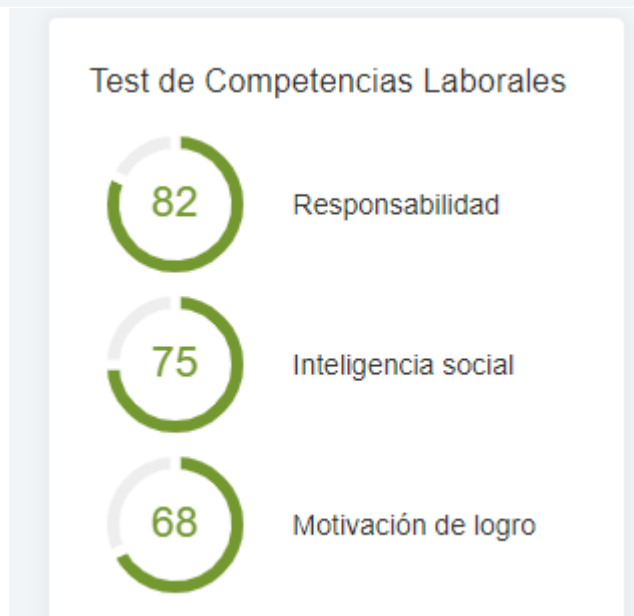 Test de Competencias Laborales
82
Responsabilidad
75
Inteligencia social
68
Motivación de logro